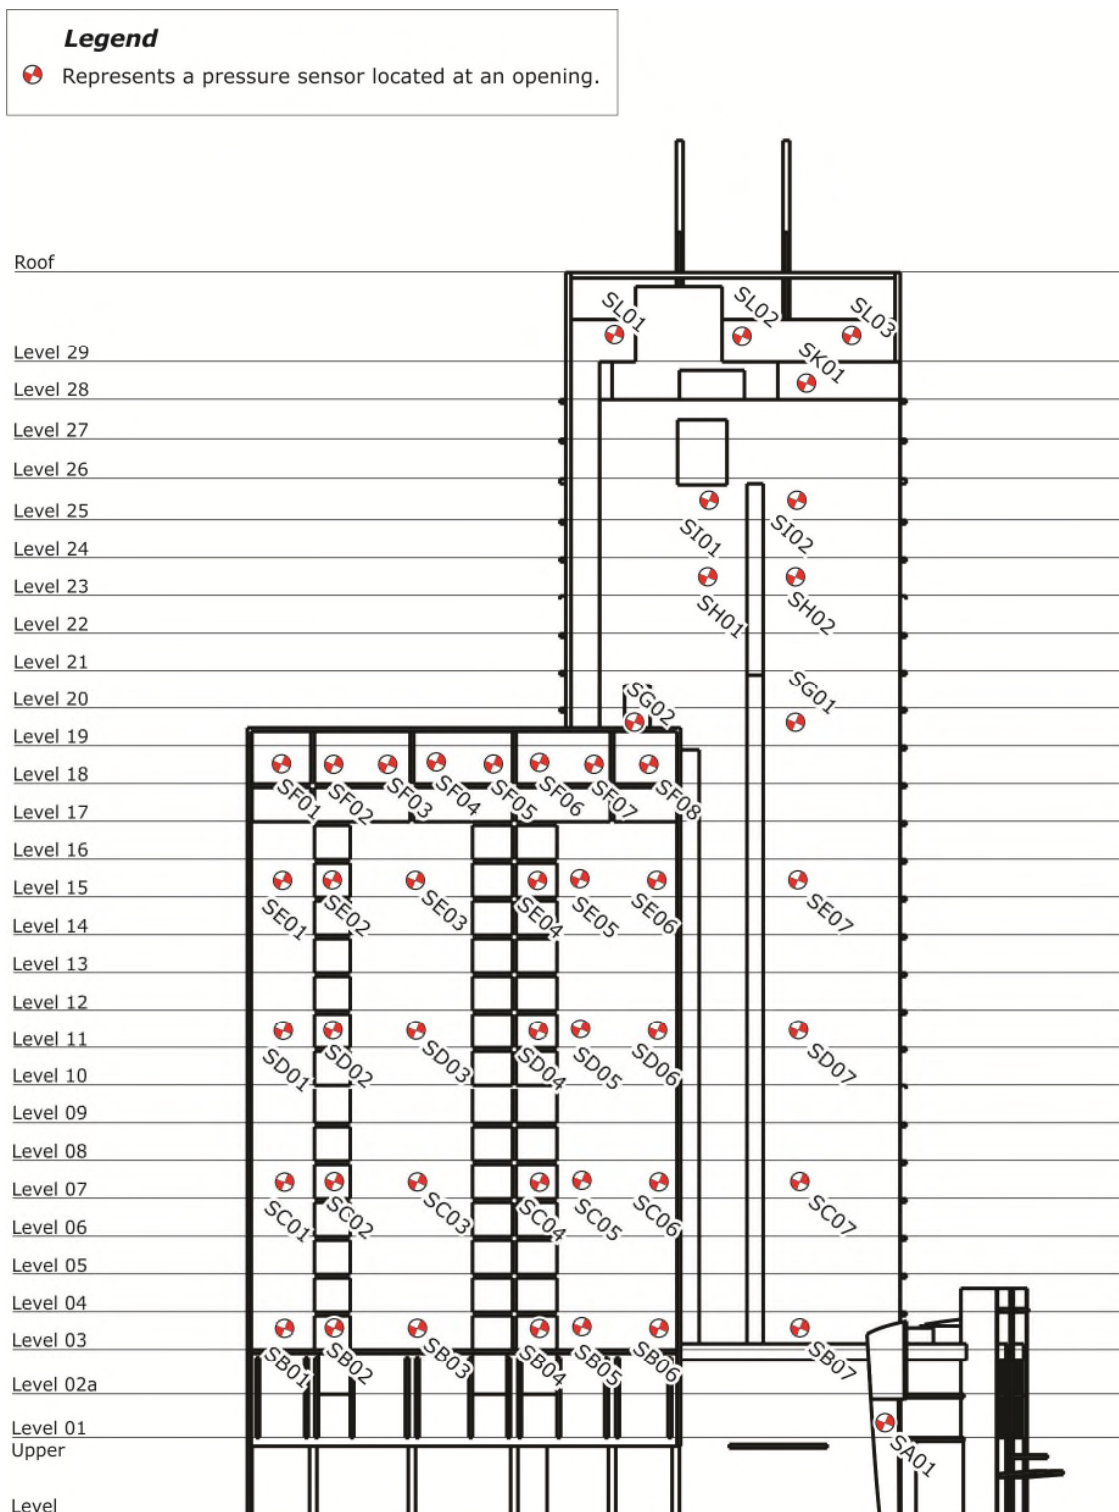 Legend
Represents a pressure sensor located at an opening.
Roof
SL01 SL02 SL03
Level 29
SK01
Level 28
Level 27
Level 26
Level 25
SI01 SI02
Level 24
Level 23
SH01 SH02
Level 22
Level 21
Level 20
SG02 SG01
Level 19
Level 18
SF01 SF02 SF03 SF04 SF05 SF06 SF07 SF08
Level 17
Level 16
Level 15
SE01 SE02 SE03 SE04 SE05 SE06 SE07
Level 14
Level 13
Level 12
Level 11
SD01 SD02 SD03 SD04 SD05 SD06 SD07
Level 10
Level 09
Level 08
Level 07
SC01 SC02 SC03 SC04 SC05 SC06 SC07
Level 06
Level 05
Level 04
Level 03
SB01 SB02 SB03 SB04 SB05 SB06 SB07
Level 02a
Level 01
Upper
SA01
Level